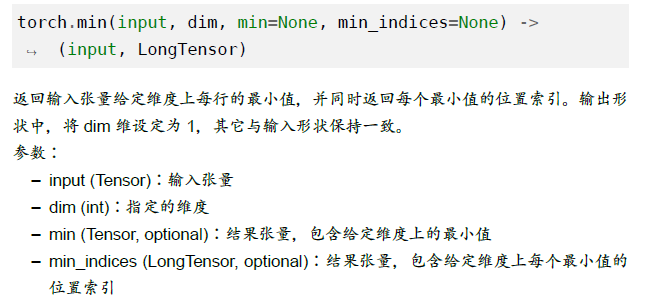 torch.min(input, dim, min=None, min_indices=None) ->
↪ (input, LongTensor)
返回输入张量给定维度上每行的最小值，并同时返回每个最小值的位置索引。输出形
状中，将 dim 维设定为 1，其它与输入形状保持一致。
参数：
– input (Tensor)：输入张量
– dim (int)：指定的维度
– min (Tensor, optional)：结果张量，包含给定维度上的最小值
– min_indices (LongTensor, optional)：结果张量，包含给定维度上每个最小值的
位置索引